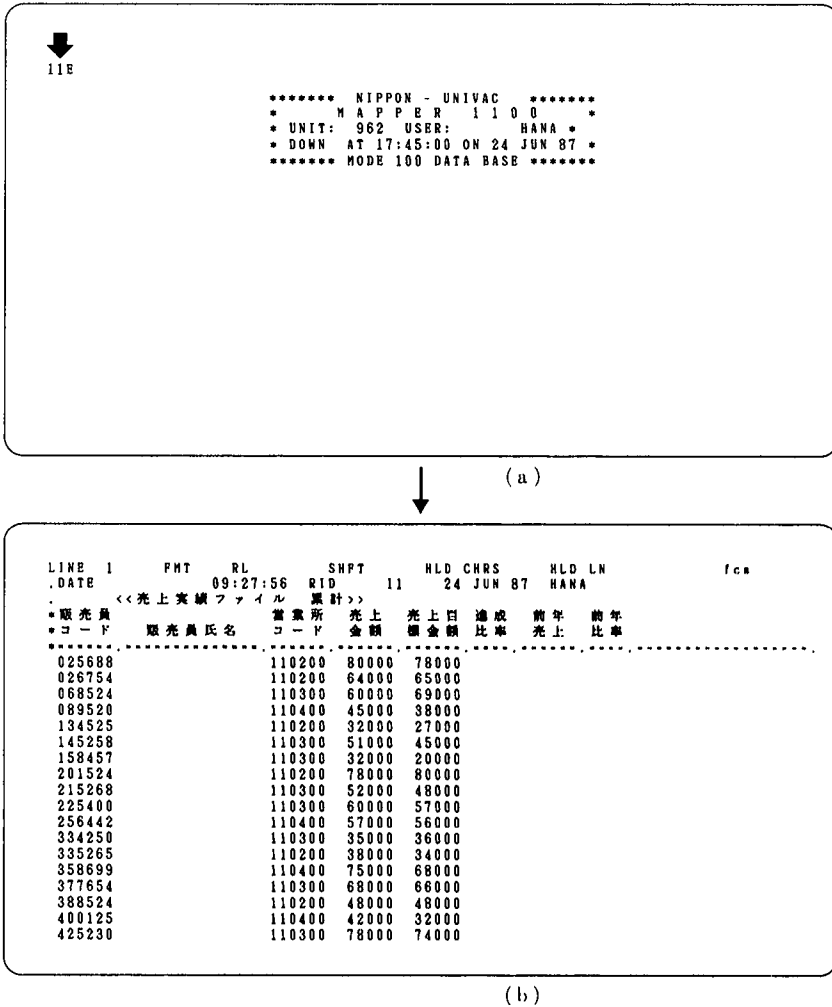 11E
******* NIPPON - UNIVAC *******
* M A P P E R 1 1 0 0 *
* UNIT: 962 USER: HANA *
* DOWN AT 17:45:00 ON 24 JUN 87 *
******* MODE 100 DATA BASE *******
(a)
LINE 1 FMT RL SHFT HLD CHRS HLD LN fcs
.DATE 09:27:56 RID 11 24 JUN 87 HANA
. <<売上実績ファイル 累計>>
*販売員 営業所 売上 売上目 達成 前年 前年
*コード 販売員氏名 コード 金額 標金額 比率 売上 比率
025688 110200 80000 78000
026754 110200 64000 65000
068524 110300 60000 69000
089520 110400 45000 38000
134525 110200 32000 27000
145258 110300 51000 45000
158457 110300 32000 20000
201524 110200 78000 80000
215268 110300 52000 48000
225400 110300 60000 57000
256442 110400 57000 56000
334250 110300 35000 36000
335265 110200 38000 34000
358699 110400 75000 68000
377654 110300 68000 66000
388524 110200 48000 48000
400125 110400 42000 32000
425230 110300 78000 74000
(b)